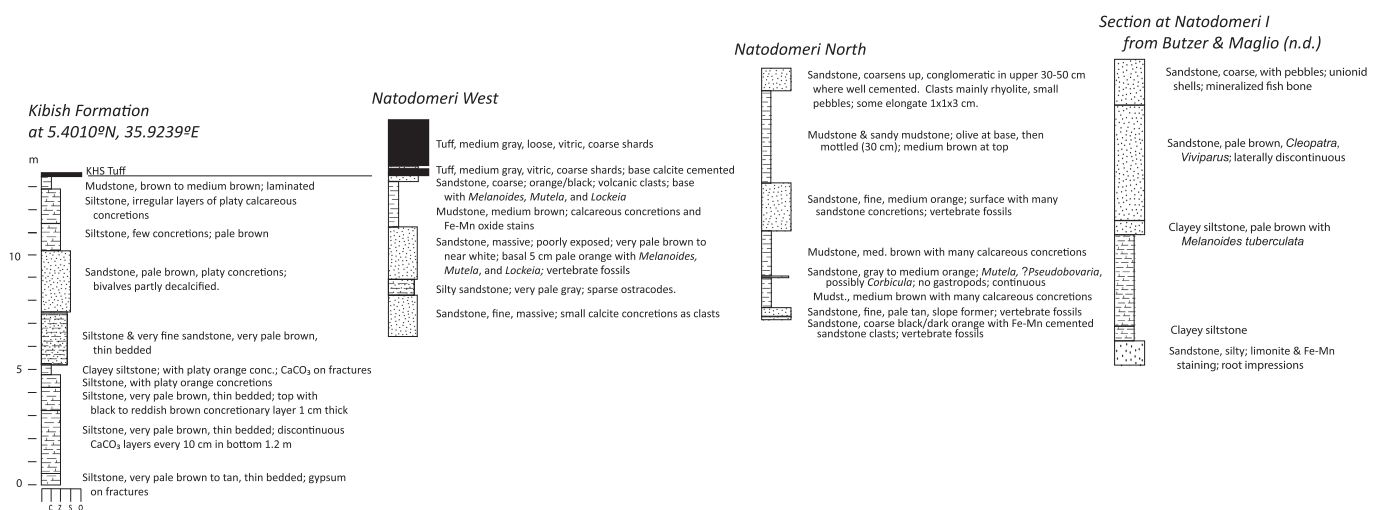 Kibish Formation
at 5.4010ºN, 35.9239ºE
m
10
5
0
C Z S O
KHS Tuff
Mudstone, brown to medium brown; laminated
Siltstone, irregular layers of platy calcareous
concretions
Siltstone, few concretions; pale brown
Sandstone, pale brown, platy concretions;
bivalves partly decalcified.
Siltstone & very fine sandstone, very pale brown,
thin bedded
Clayey siltstone; with platy orange conc.; CaCO₃ on fractures
Siltstone, with platy orange concretions
Siltstone, very pale brown, thin bedded; top with
black to reddish brown concretionary layer 1 cm thick
Siltstone, very pale brown, thin bedded; discontinuous
CaCO₃ layers every 10 cm in bottom 1.2 m
Siltstone, very pale brown to tan, thin bedded; gypsum
on fractures
Natodomeri West
Tuff, medium gray, loose, vitric, coarse shards
Tuff, medium gray, vitric, coarse shards; base calcite cemented
Sandstone, coarse; orange/black; volcanic clasts; base
with Melanoides, Mutela, and Lockeia
Mudstone, medium brown; calcareous concretions and
Fe-Mn oxide stains
Sandstone, massive; poorly exposed; very pale brown to
near white; basal 5 cm pale orange with Melanoides,
Mutela, and Lockeia; vertebrate fossils
Silty sandstone; very pale gray; sparse ostracodes.
Sandstone, fine, massive; small calcite concretions as clasts
Natodomeri North
Sandstone, coarsens up, conglomeratic in upper 30-50 cm
where well cemented. Clasts mainly rhyolite, small
pebbles; some elongate 1x1x3 cm.
Mudstone & sandy mudstone; olive at base, then
mottled (30 cm); medium brown at top
Sandstone, fine, medium orange; surface with many
sandstone concretions; vertebrate fossils
Mudstone, med. brown with many calcareous concretions
Sandstone, gray to medium orange; Mutela, ?Pseudobovaria,
possibly Corbicula; no gastropods; continuous
Mudst., medium brown with many calcareous concretions
Sandstone, fine, pale tan, slope former; vertebrate fossils
Sandstone, coarse black/dark orange with Fe-Mn cemented
sandstone clasts; vertebrate fossils
Section at Natodomeri I
from Butzer & Maglio (n.d.)
Sandstone, coarse, with pebbles; unionid
shells; mineralized fish bone
Sandstone, pale brown, Cleopatra,
Viviparus; laterally discontinuous
Clayey siltstone, pale brown with
Melanoides tuberculata
Clayey siltstone
Sandstone, silty; limonite & Fe-Mn
staining; root impressions